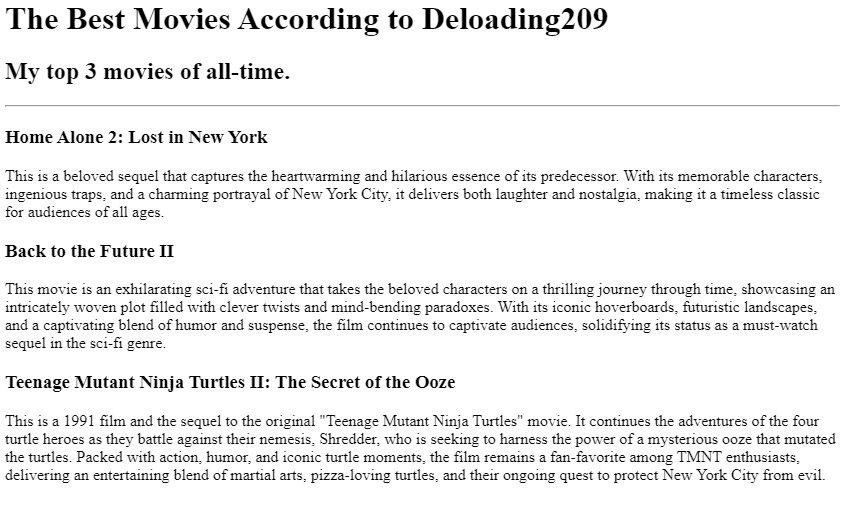 The Best Movies According to Deloading209
My top 3 movies of all-time.
Home Alone 2: Lost in New York
This is a beloved sequel that captures the heartwarming and hilarious essence of its predecessor. With its memorable characters,
ingenious traps, and a charming portrayal of New York City, it delivers both laughter and nostalgia, making it a timeless classic
for audiences of all ages.
Back to the Future II
This movie is an exhilarating sci-fi adventure that takes the beloved characters on a thrilling journey through time, showcasing an
intricately woven plot filled with clever twists and mind-bending paradoxes. With its iconic hoverboards, futuristic landscapes,
and a captivating blend of humor and suspense, the film continues to captivate audiences, solidifying its status as a must-watch
sequel in the sci-fi genre.
Teenage Mutant Ninja Turtles II: The Secret of the Ooze
This is a 1991 film and the sequel to the original "Teenage Mutant Ninja Turtles" movie. It continues the adventures of the four
turtle heroes as they battle against their nemesis, Shredder, who is seeking to harness the power of a mysterious ooze that mutated
the turtles. Packed with action, humor, and iconic turtle moments, the film remains a fan-favorite among TMNT enthusiasts,
delivering an entertaining blend of martial arts, pizza-loving turtles, and their ongoing quest to protect New York City from evil.